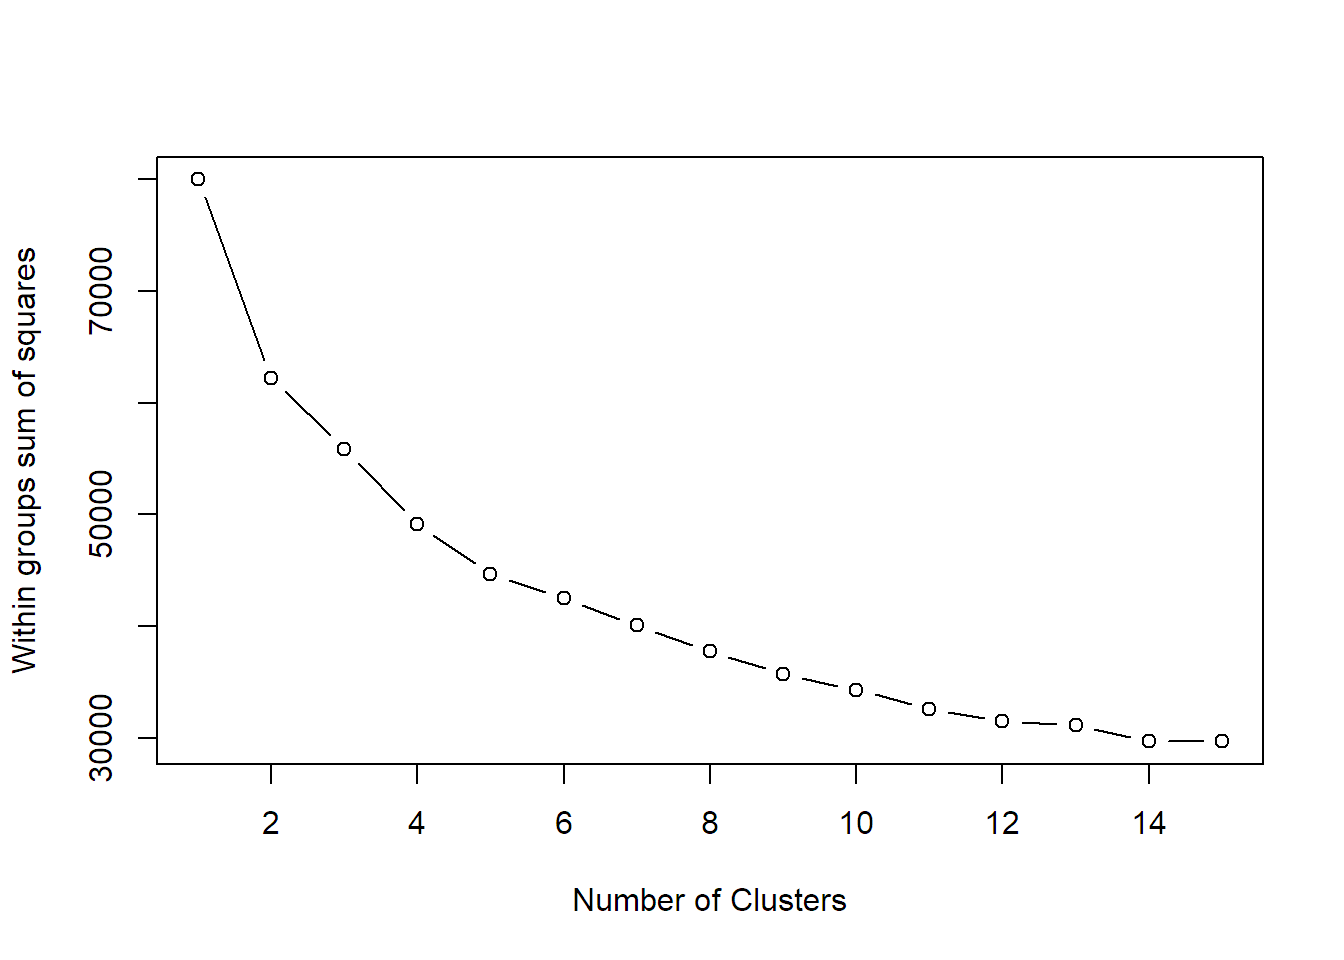 Within groups sum of squares
70000
50000
30000
2 4 6 8 10 12 14
Number of Clusters